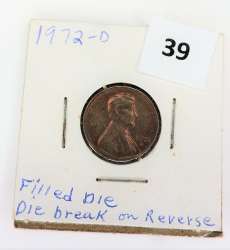 1972-D
39
Filled Die
Die break on Reverse